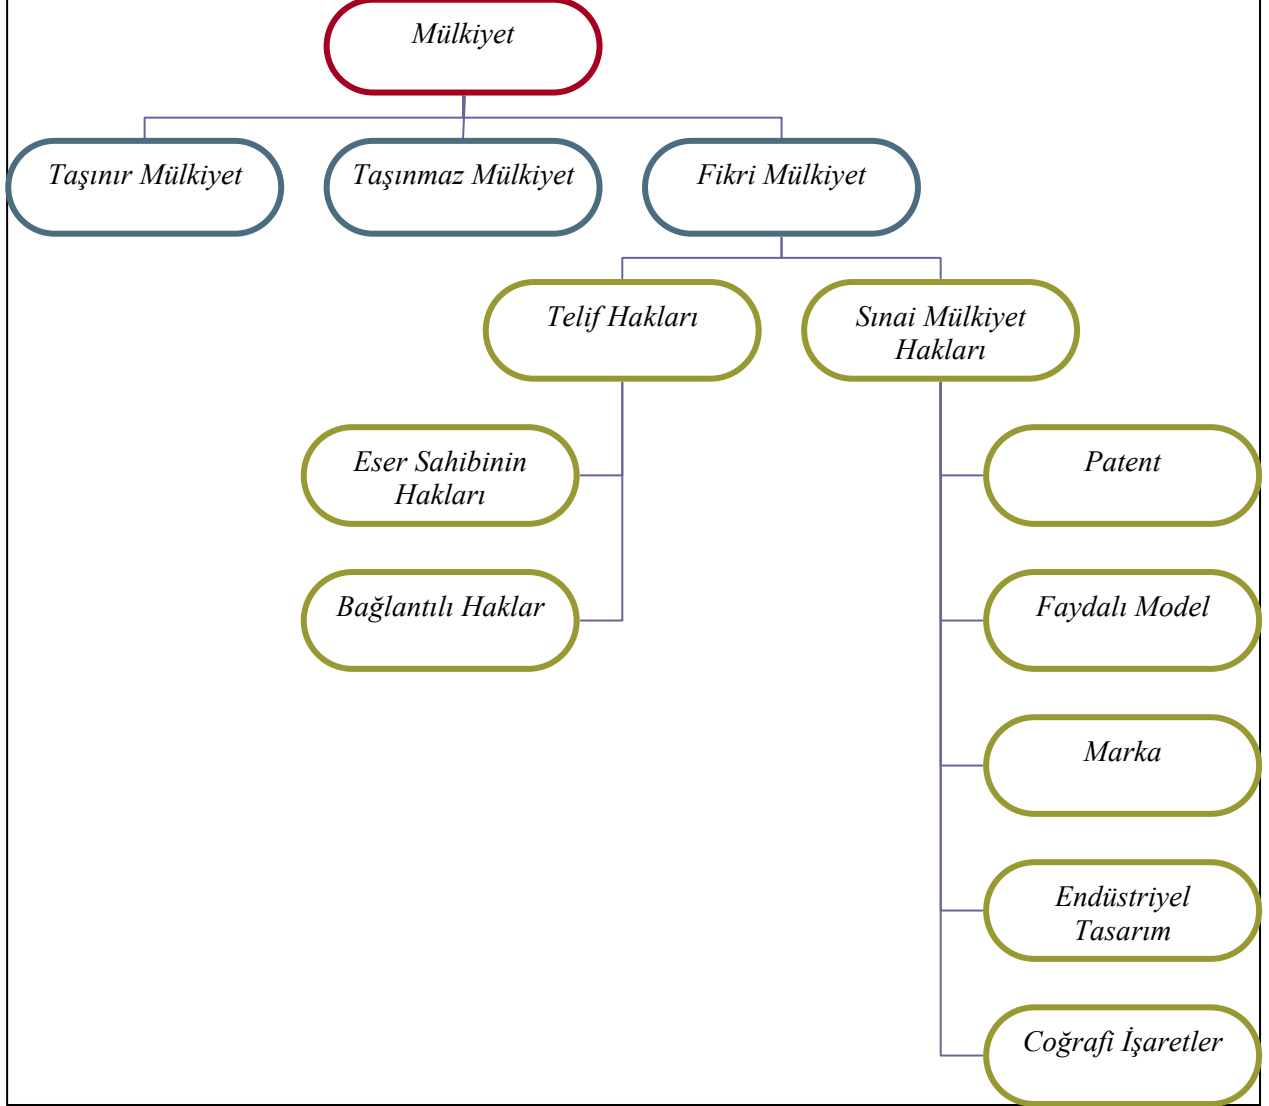 Mülkiyet
Taşınır Mülkiyet
Taşınmaz Mülkiyet
Fikri Mülkiyet
Telif Hakları
Sınai Mülkiyet
Hakları
Eser Sahibinin
Hakları
Bağlantılı Haklar
Patent
Faydalı Model
Marka
Endüstriyel
Tasarım
Coğrafi İşaretler